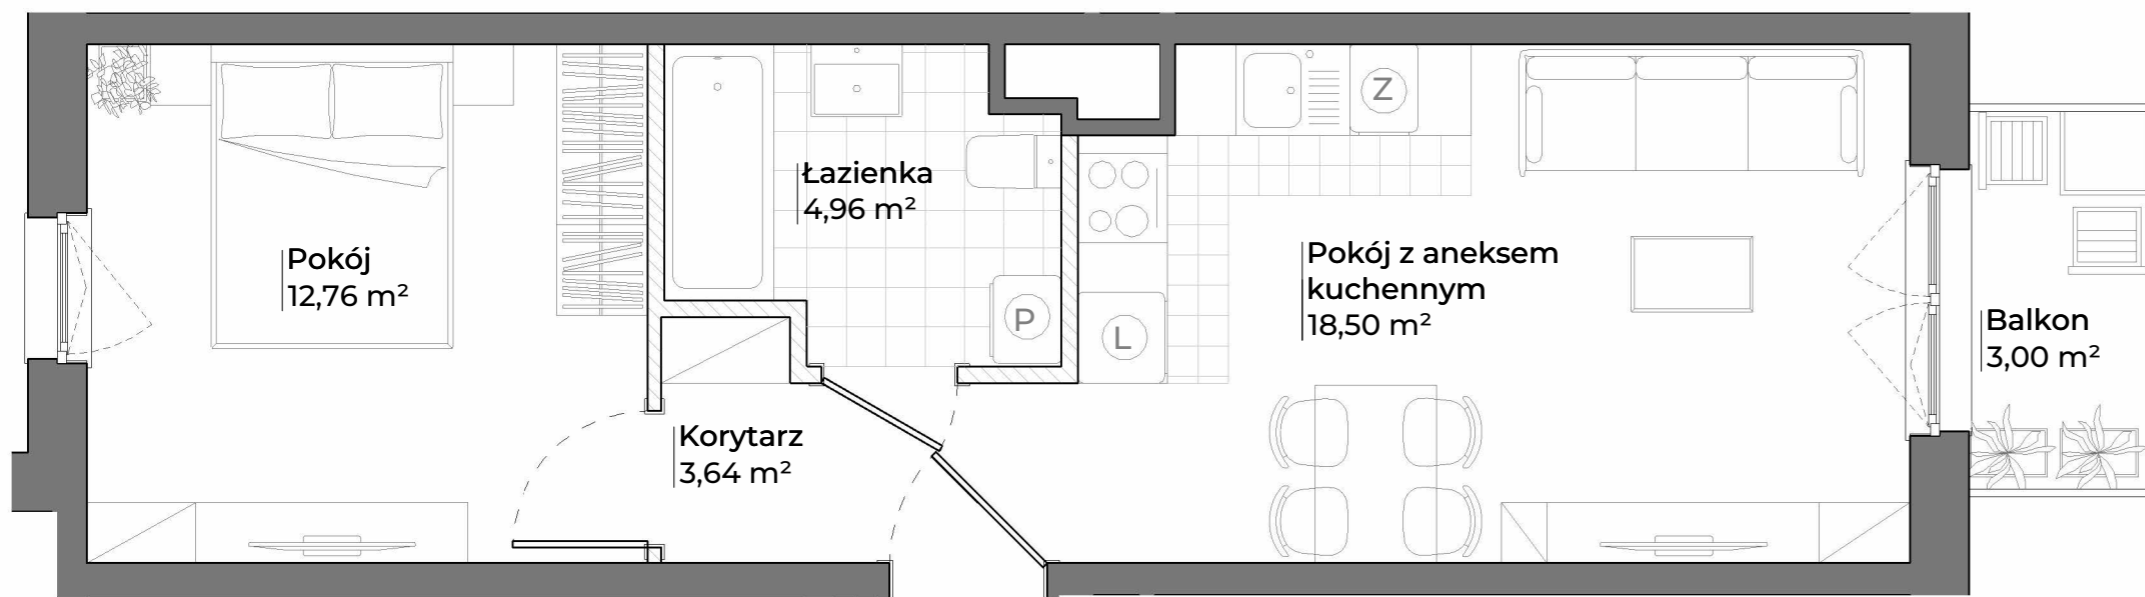 Pokój
12,76 m²
Łazienka
4,96 m²
Korytarz
3,64 m²
Z
P
L
Pokój z aneksem
kuchennym
18,50 m²
Balkon
3,00 m²